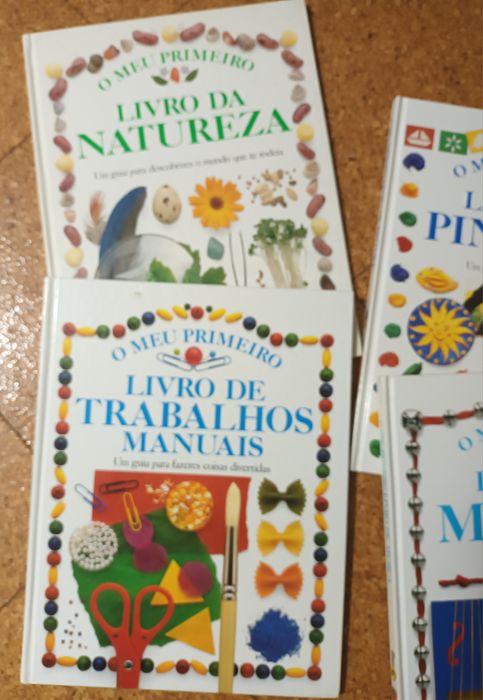 O MEU PRIMEIRO
LIVRO DA
NATUREZA
Um guia para descobrires o mundo que te rodeia
O MEU PRIMEIRO
LIVRO DE
TRABALHOS
MANUAIS
Um guia para fazeres coisas divertidas